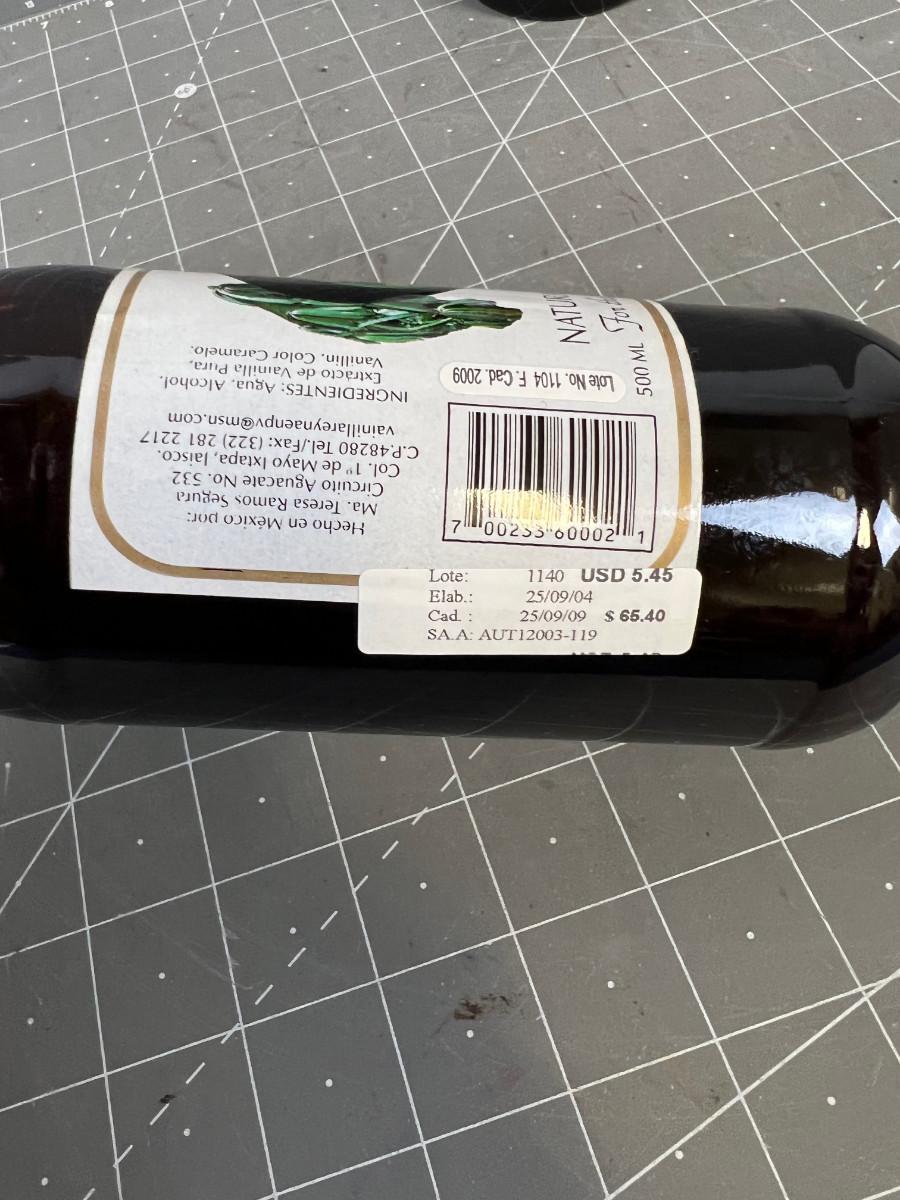 NATUR
For
500 ML
Lote No. 1104 F. Cad. 2009
7 00253 60002 1
INGREDIENTES: Agua, Alcohol,
Extracto de Vainilla Pura,
Vanillin, Color Caramelo.
Hecho en México por:
Ma. Teresa Ramos Segura
Circuito Aguacate No. 532
Col. 1º de Mayo Ixtapa, Jalisco.
C.P.48280 Tel./Fax: (322) 281 2217
vainillareynaenpv@msn.com
Lote: 1140 USD 5.45
Elab.: 25/09/04
Cad. : 25/09/09 $ 65.40
SA.A: AUT12003-119